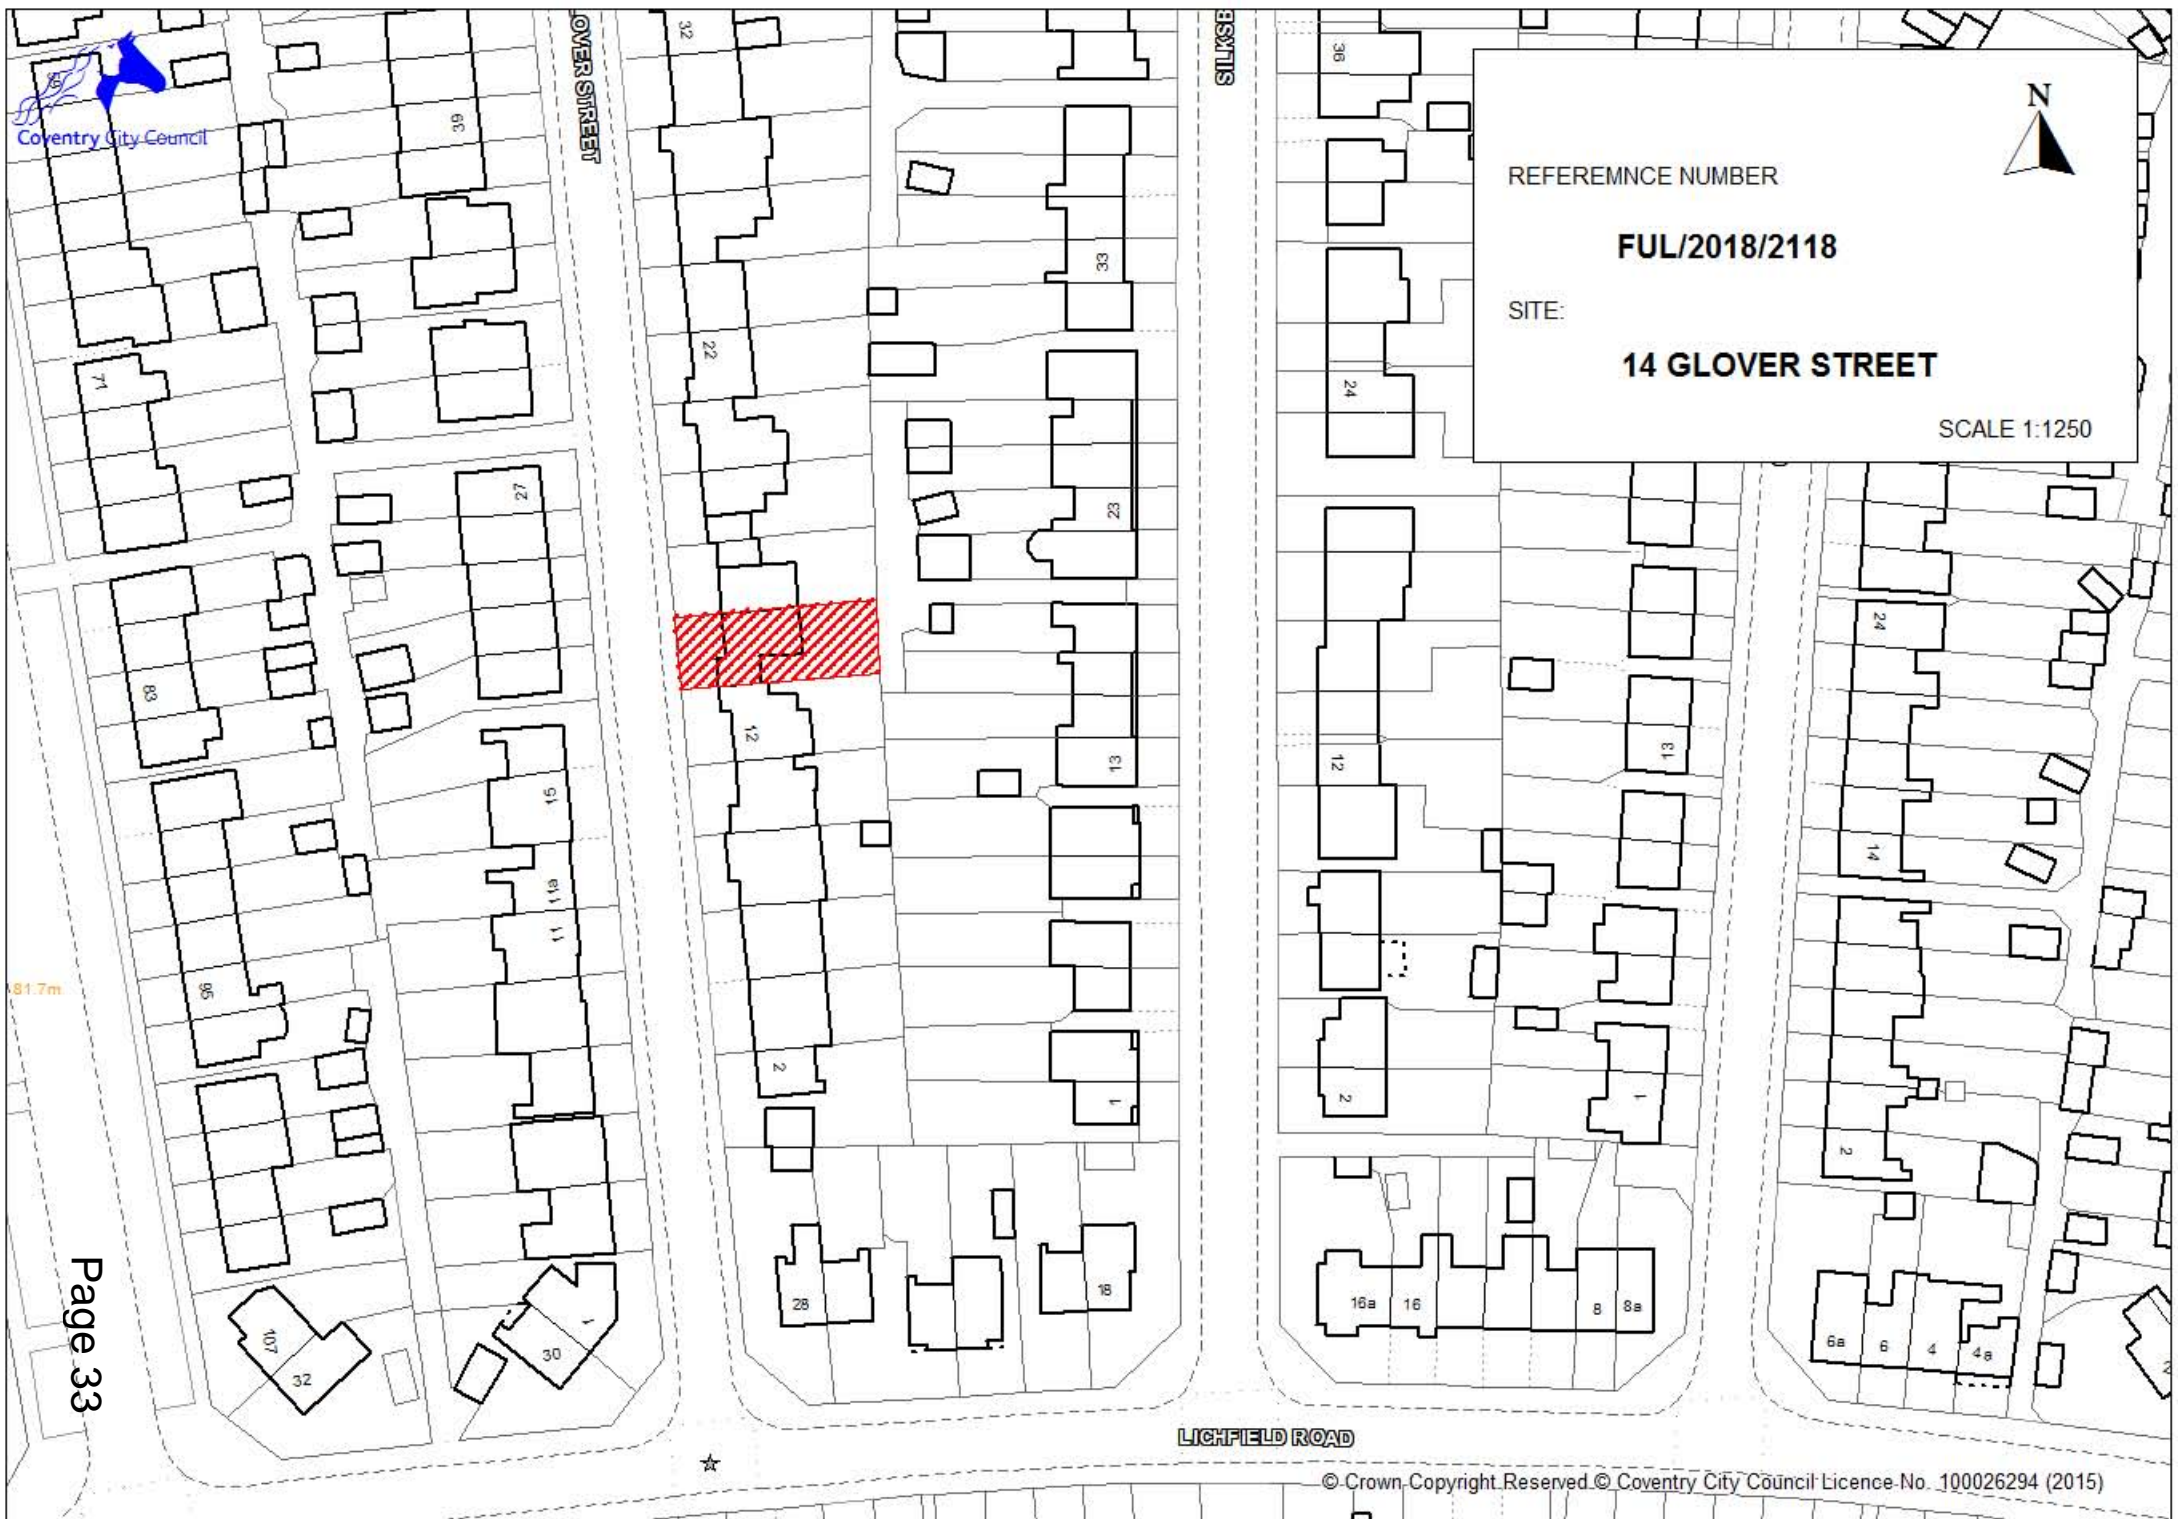 Coventry City Council
OVER STREET
SILKSB
REFEREMNCE NUMBER
N
FUL/2018/2118
SITE:
14 GLOVER STREET
SCALE 1:1250
32
36
39
33
22
71
24
27
23
24
83
12
13
12
13
15
14
11a
11
95
81.7m
2
1
2
1
2
28
18
16a
16
8
8a
107
32
1
30
6a
6
4
4a
2
LICHFIELD ROAD
© Crown Copyright Reserved © Coventry City Council Licence No. 100026294 (2015)
Page 33